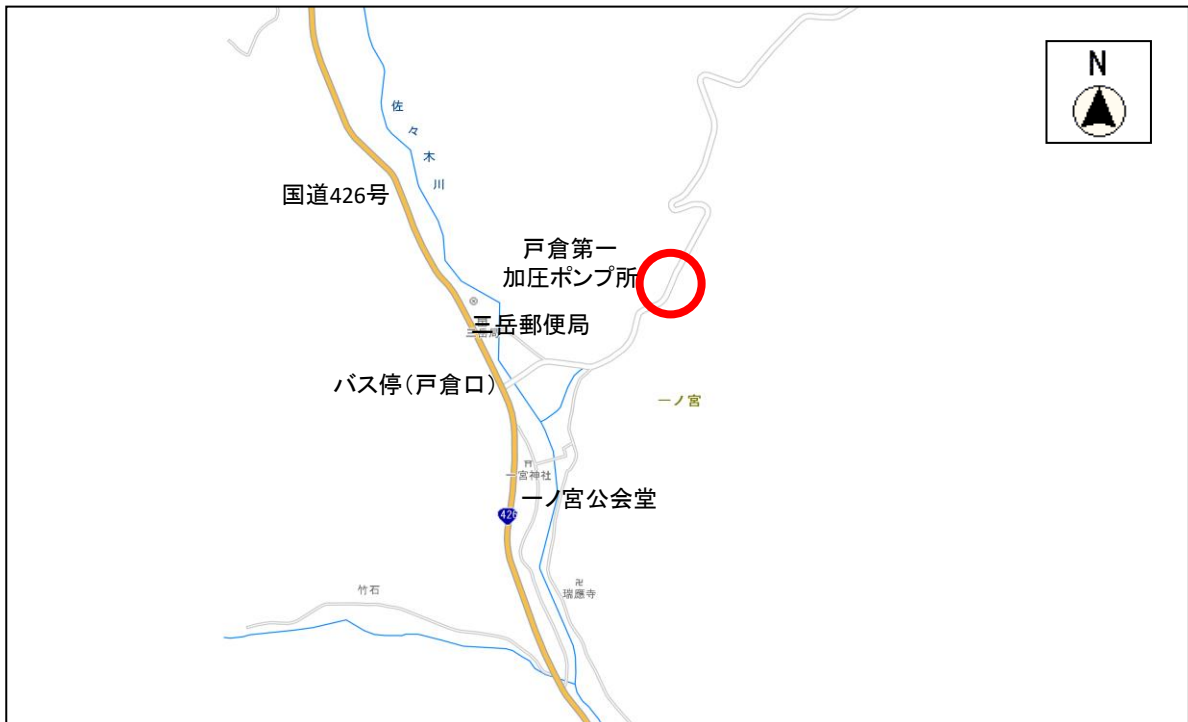 N
佐々木川
国道426号
戸倉第一
加圧ポンプ所
三岳郵便局
バス停(戸倉口)
一ノ宮
一宮神社
一ノ宮公会堂
426
竹石
卍
瑞應寺